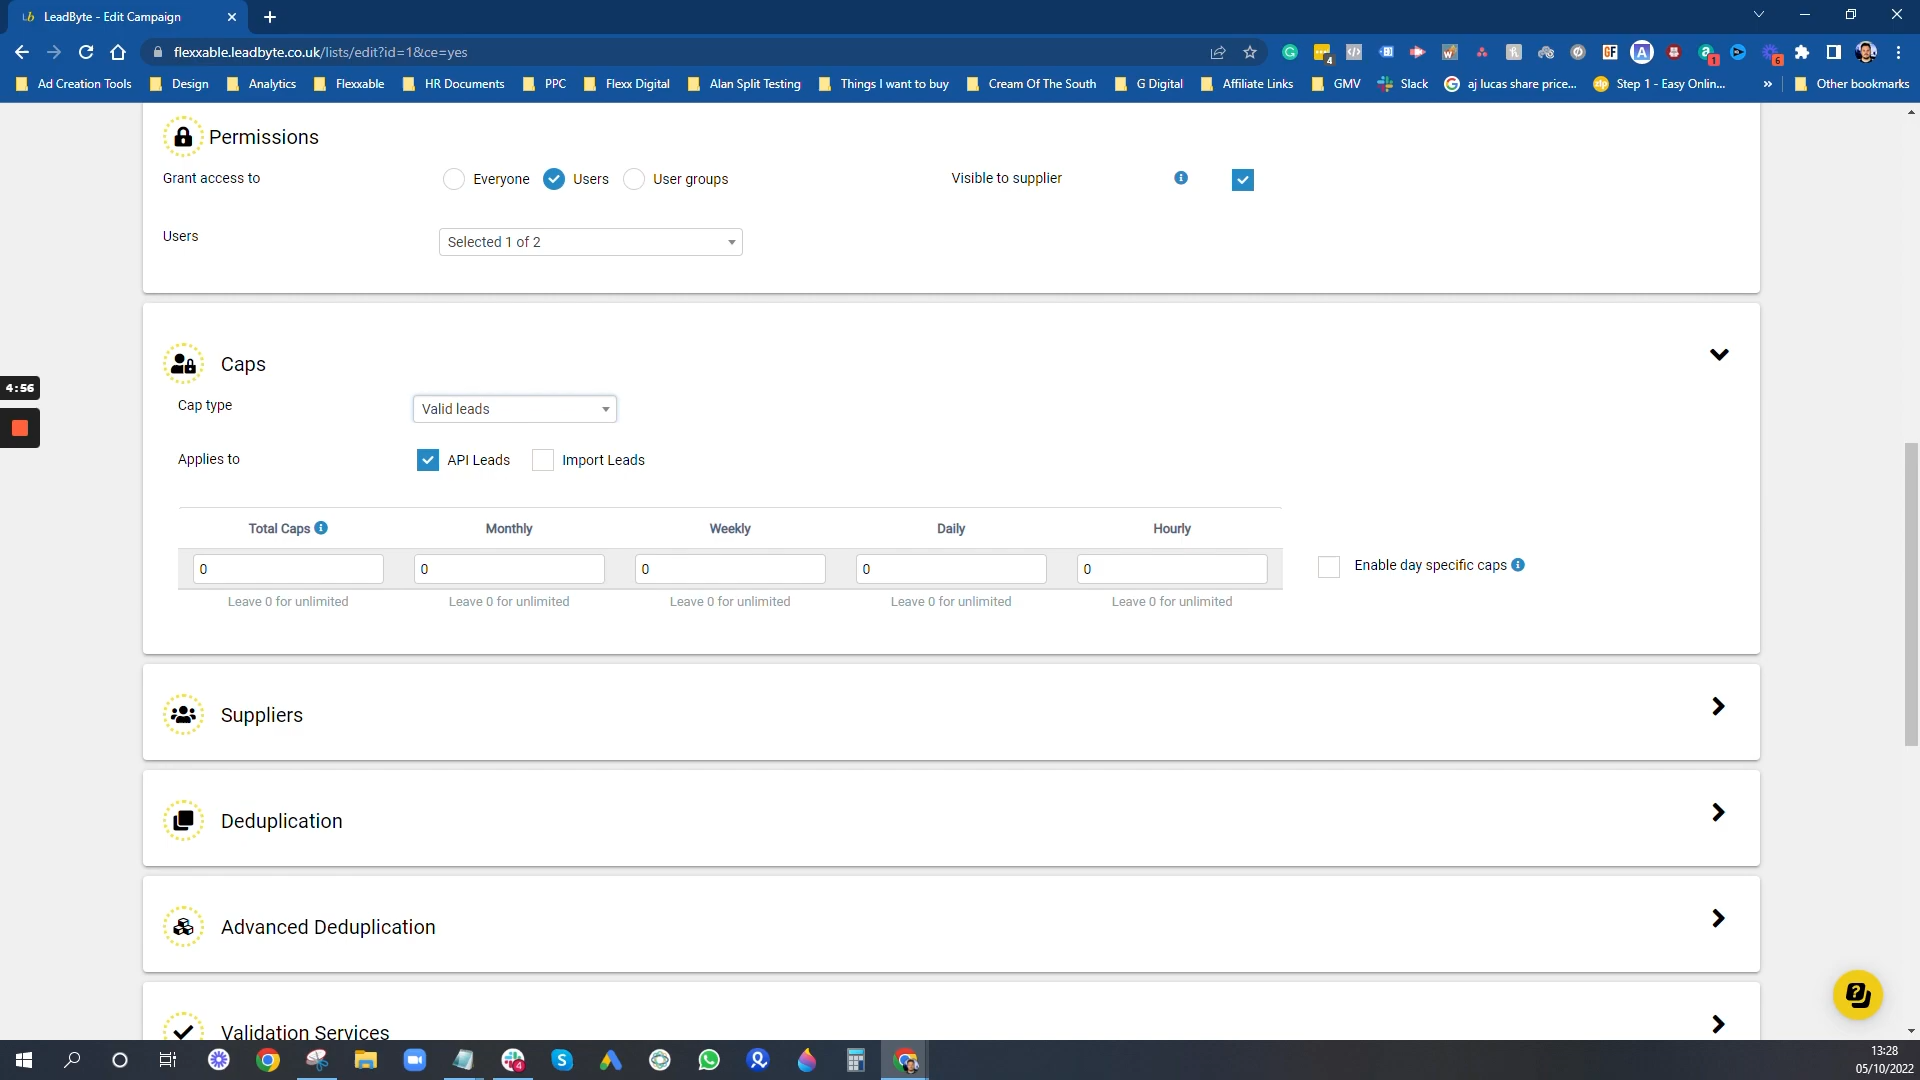 LeadByte - Edit Campaign
flexxable.leadbyte.co.uk/lists/edit?id=1&ce=yes
Ad Creation Tools Design Analytics Flexxable HR Documents PPC Flexx Digital Alan Split Testing Things I want to buy Cream Of The South G Digital Affiliate Links GMV Slack aj lucas share price... Step 1 - Easy Onlin... » Other bookmarks
Permissions
Grant access to Everyone Users User groups Visible to supplier
Users Selected 1 of 2
4:56
Caps
Cap type Valid leads
Applies to API Leads Import Leads
Total Caps Monthly Weekly Daily Hourly
0 0 0 0 0 Enable day specific caps
Leave 0 for unlimited Leave 0 for unlimited Leave 0 for unlimited Leave 0 for unlimited Leave 0 for unlimited
Suppliers
Deduplication
Advanced Deduplication
Validation Services
13:28
05/10/2022